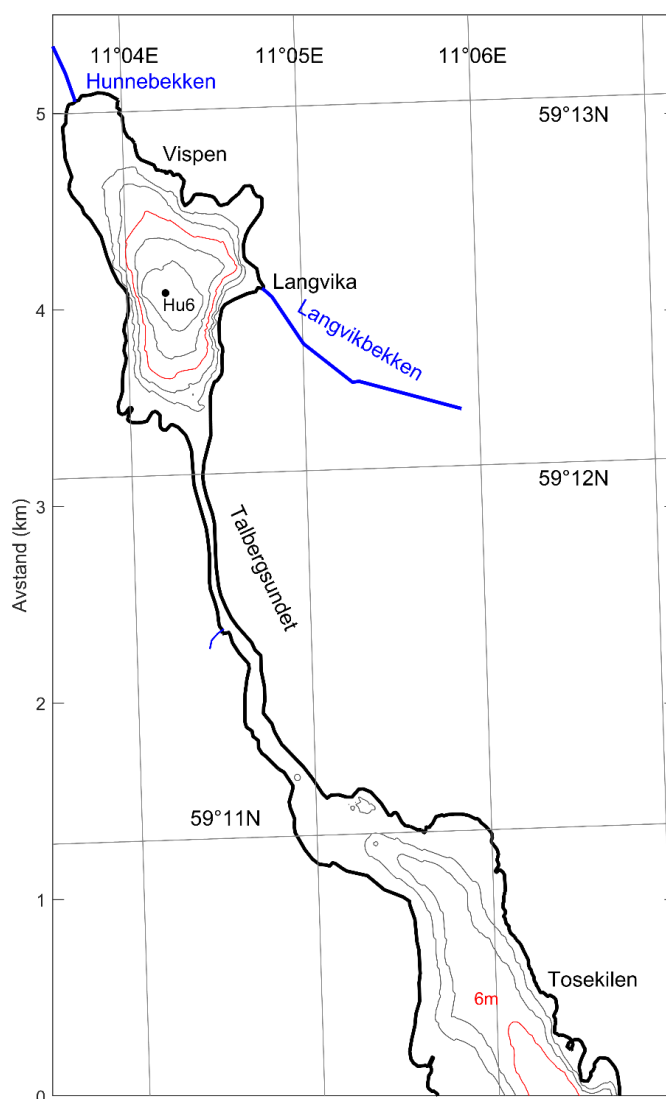 11°04E
11°05E
11°06E
Hunnebekken
5
59°13N
Vispen
Langvika
4
Hu6
Langvikbekken
59°12N
3
Avstand (km)
Talbergsundet
2
59°11N
1
Tosekilen
6m
0